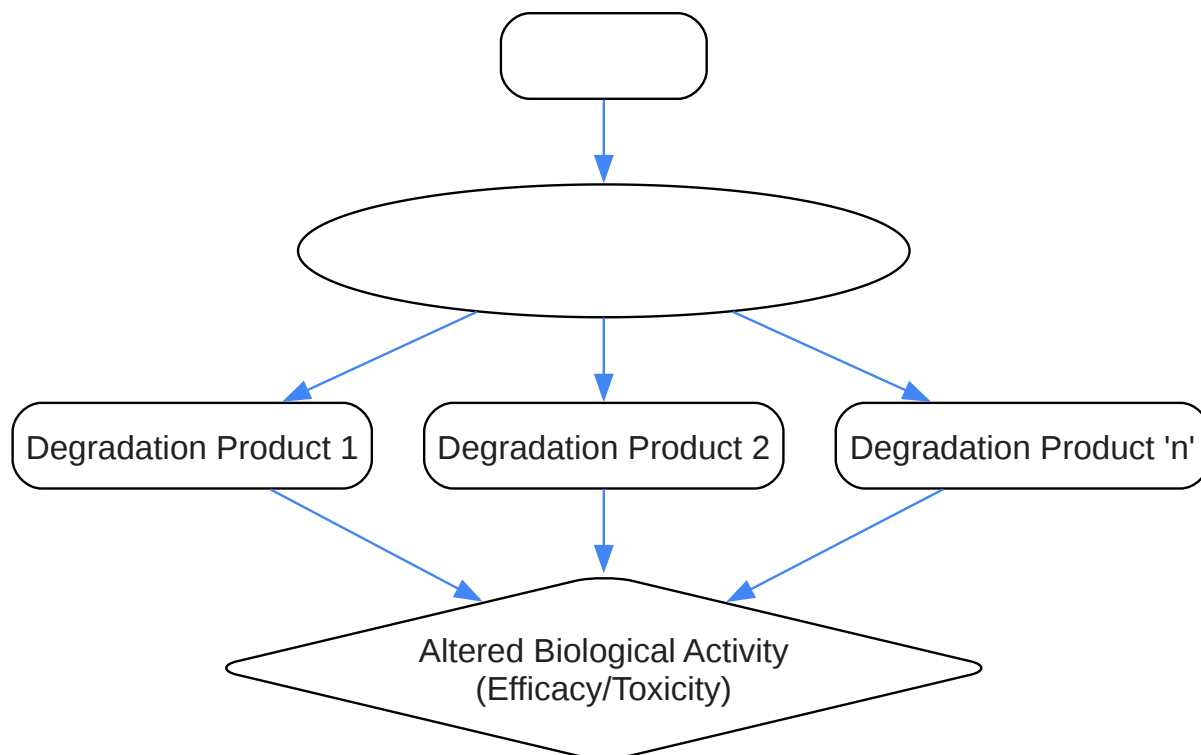 Degradation Product 1
Degradation Product 2
Degradation Product 'n'
Altered Biological Activity
(Efficacy/Toxicity)